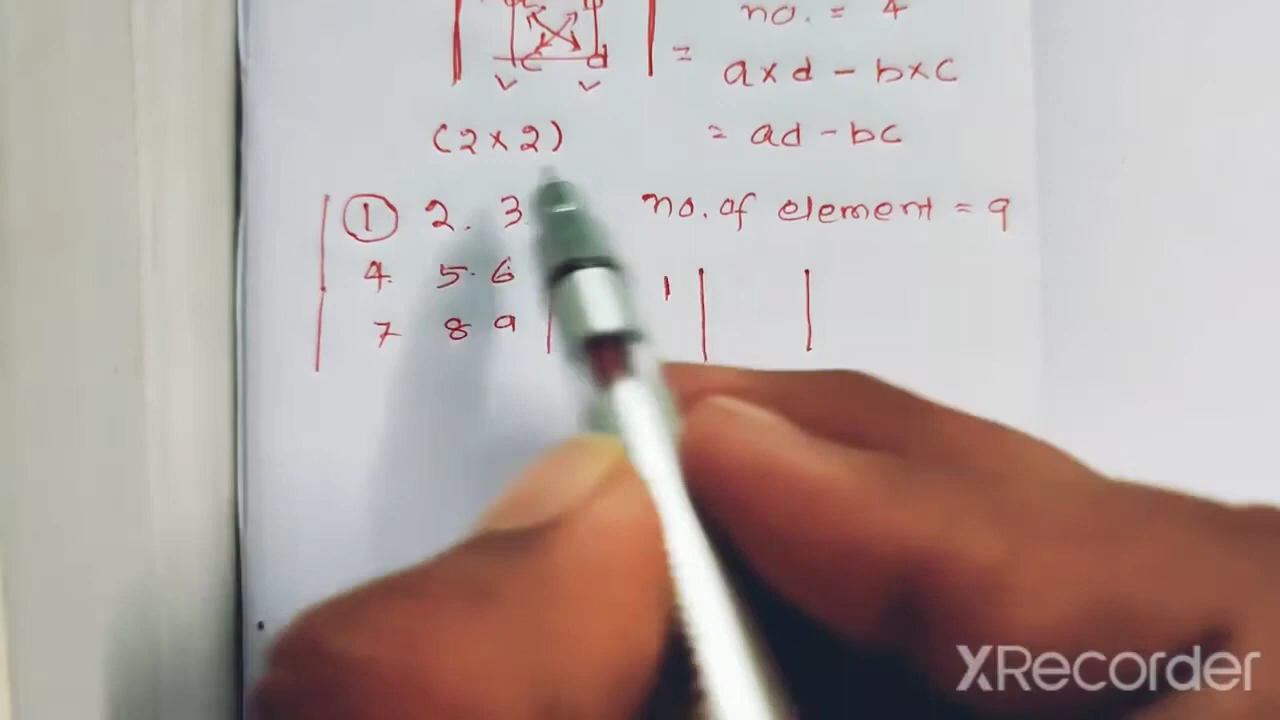 no. = 4
c d = a x d - b x c
(2 x 2) = ad - bc
1 2. 3 no. of element = 9
4. 5. 6 1
7 8 9
XRecorder